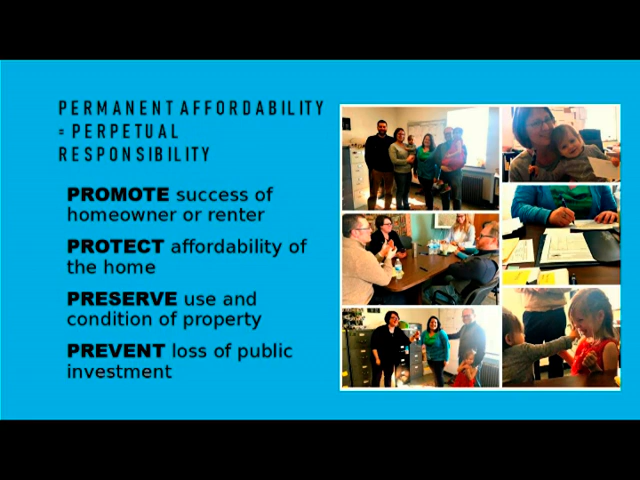 PERMANENT AFFORDABILITY
= PERPETUAL
RESPONSIBILITY
PROMOTE success of
homeowner or renter
PROTECT affordability of
the home
PRESERVE use and
condition of property
PREVENT loss of public
investment